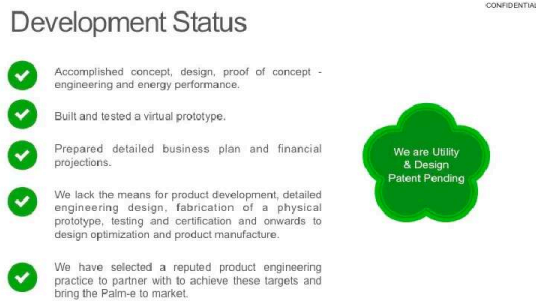 CONFIDENTIAL
Development Status
Accomplished concept, design, proof of concept -
engineering and energy performance.
Built and tested a virtual prototype.
Prepared detailed business plan and financial
projections.
We lack the means for product development, detailed
engineering design, fabrication of a physical
prototype, testing and certification and onwards to
design optimization and product manufacture.
We have selected a reputed product engineering
practice to partner with to achieve these targets and
bring the Palm-e to market.
We are Utility
& Design
Patent Pending